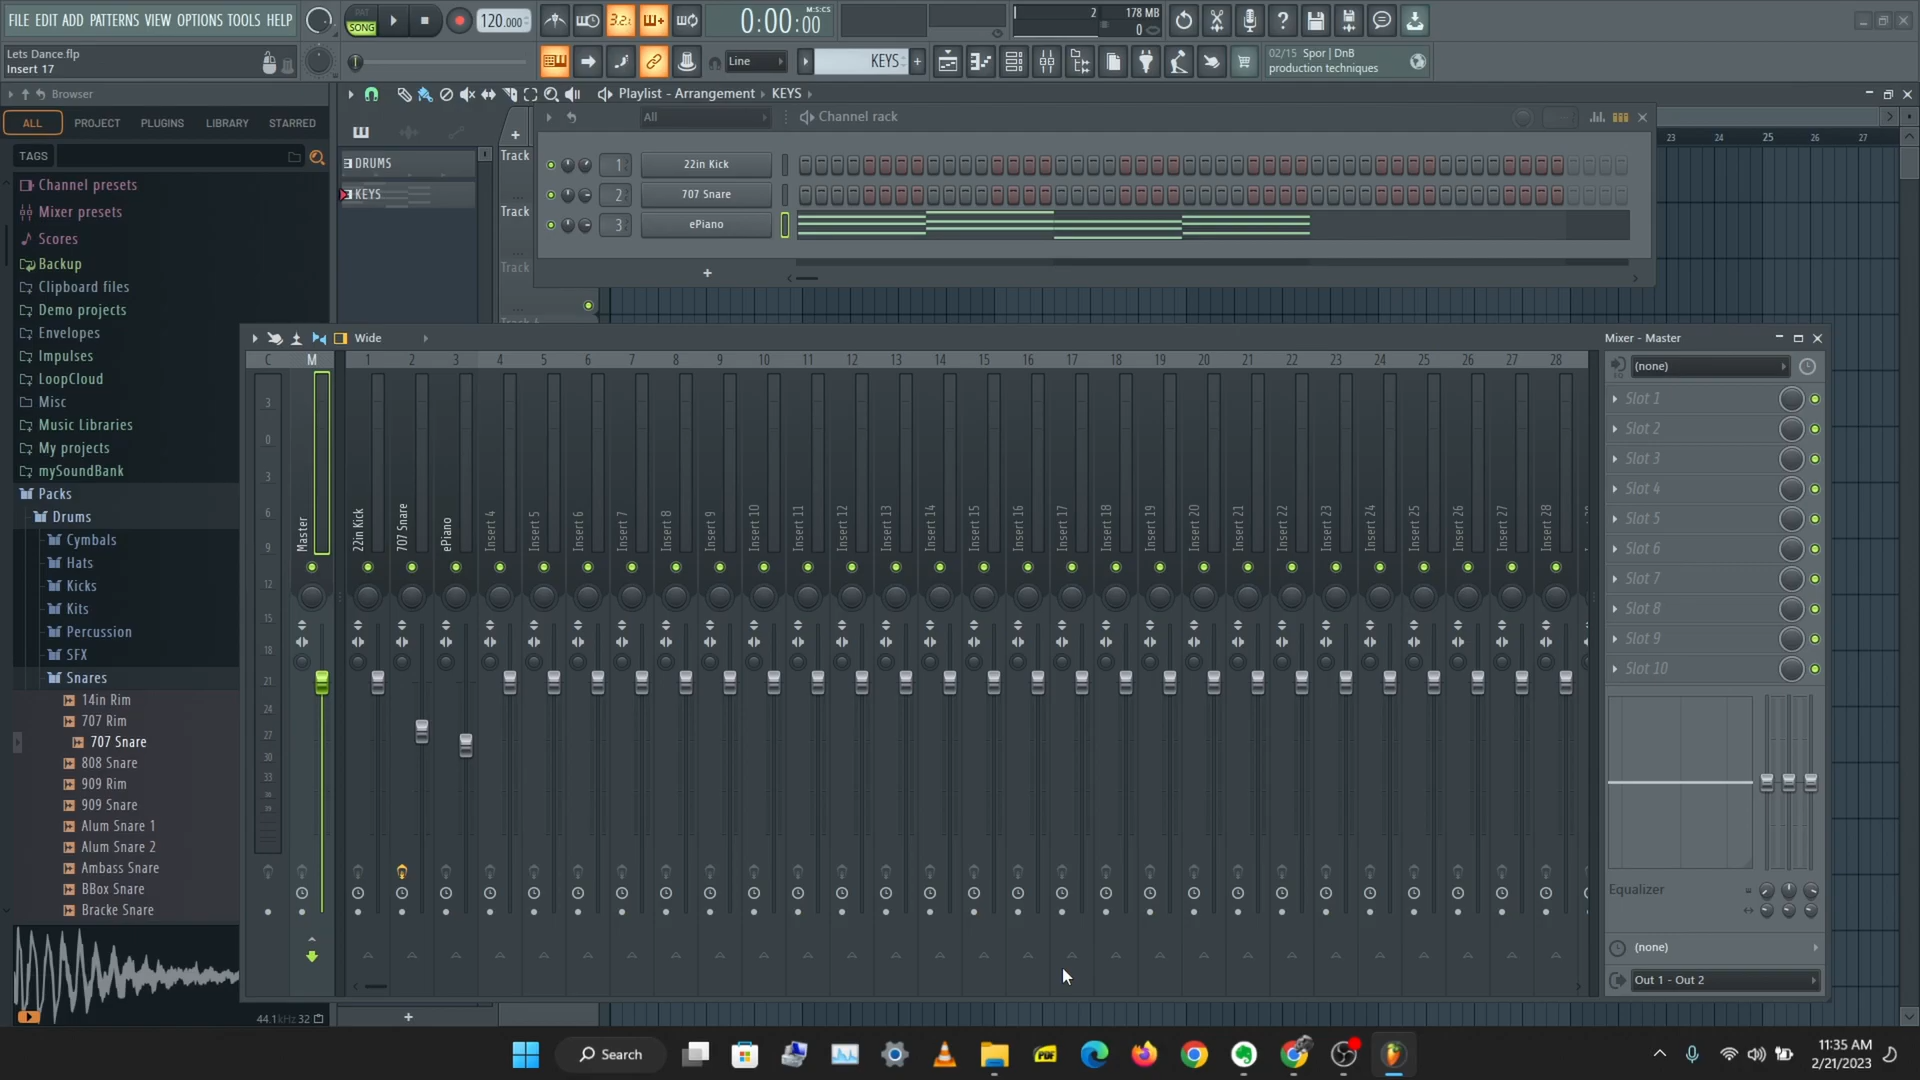 FILE EDIT ADD PATTERNS VIEW OPTIONS TOOLS HELP
PAT
SONG
120.000
3.2.
0:00:00
M:S:CS
2
178 MB
0
Lets Dance.flp
Insert 17
Line
KEYS
+
02/15 Spor | DnB
production techniques
Browser
Playlist - Arrangement › KEYS ›
ALL
PROJECT
PLUGINS
LIBRARY
STARRED
TAGS
Channel presets
Mixer presets
Scores
Backup
Clipboard files
Demo projects
Envelopes
Impulses
LoopCloud
Misc
Music Libraries
My projects
mySoundBank
Packs
Drums
Cymbals
Hats
Kicks
Kits
Percussion
SFX
Snares
14in Rim
707 Rim
707 Snare
808 Snare
909 Rim
909 Snare
Alum Snare 1
Alum Snare 2
Ambass Snare
BBox Snare
Bracke Snare
44.1kHz 32
DRUMS
KEYS
Track
Track
Track
All
Channel rack
1 22in Kick
2 707 Snare
3 ePiano
+
23 24 25 26 27
Wide
Mixer - Master
C M 1 2 3 4 5 6 7 8 9 10 11 12 13 14 15 16 17 18 19 20 21 22 23 24 25 26 27 28
3
0
3
6
9
12
15
18
21
24
27
30
33
Master
22in Kick
707 Snare
ePiano
Insert 4
Insert 5
Insert 6
Insert 7
Insert 8
Insert 9
Insert 10
Insert 11
Insert 12
Insert 13
Insert 14
Insert 15
Insert 16
Insert 17
Insert 18
Insert 19
Insert 20
Insert 21
Insert 22
Insert 23
Insert 24
Insert 25
Insert 26
Insert 27
Insert 28
(none)
Slot 1
Slot 2
Slot 3
Slot 4
Slot 5
Slot 6
Slot 7
Slot 8
Slot 9
Slot 10
Equalizer
(none)
Out 1 - Out 2
Search
PDF
11:35 AM
2/21/2023